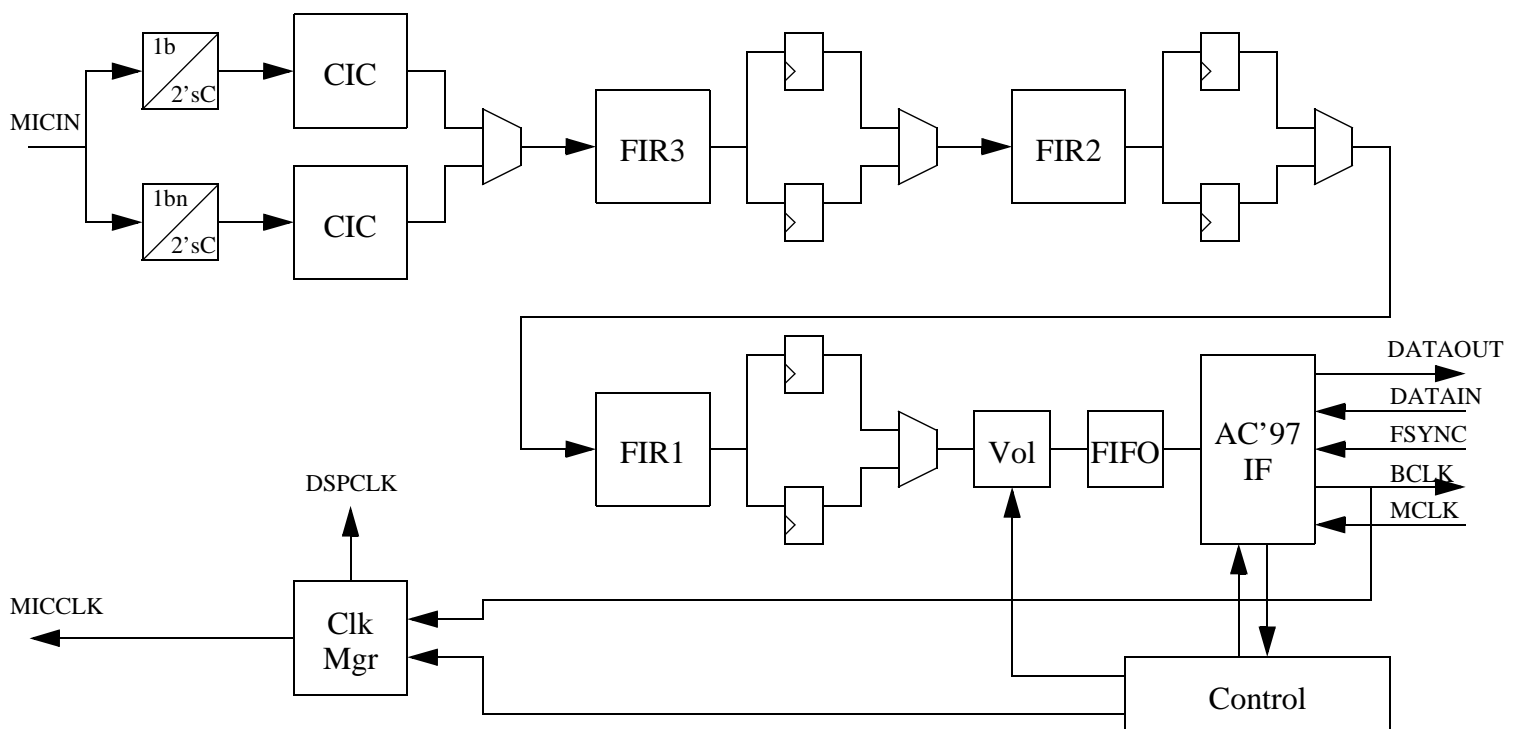 1b
2’sC
CIC
MICIN
FIR3
FIR2
1bn
2’sC
CIC
DATAOUT
DATAIN
FSYNC
BCLK
MCLK
AC’97
IF
FIR1
Vol
FIFO
DSPCLK
MICCLK
Clk
Mgr
Control